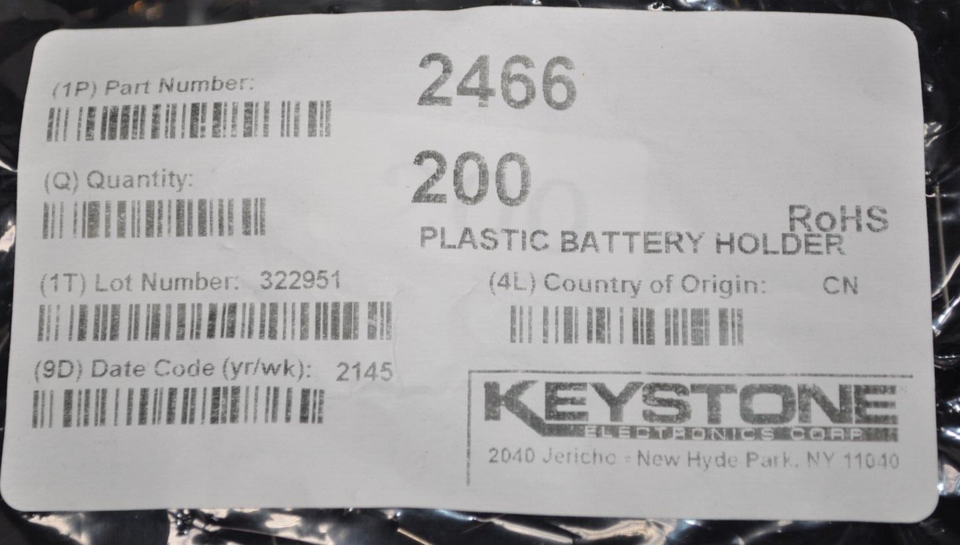 (1P) Part Number:
2466
(Q) Quantity:
200
RoHS
PLASTIC BATTERY HOLDER
(1T) Lot Number: 322951
(4L) Country of Origin: CN
(9D) Date Code (yr/wk): 2145
KEYSTONE
ELECTRONICS CORP
2040 Jericho - New Hyde Park, NY 11040